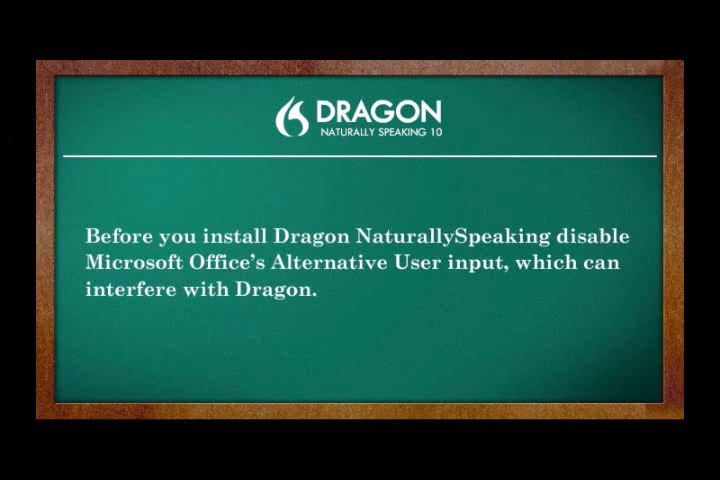 DRAGON
NATURALLY SPEAKING 10
Before you install Dragon NaturallySpeaking disable
Microsoft Office's Alternative User input, which can
interfere with Dragon.